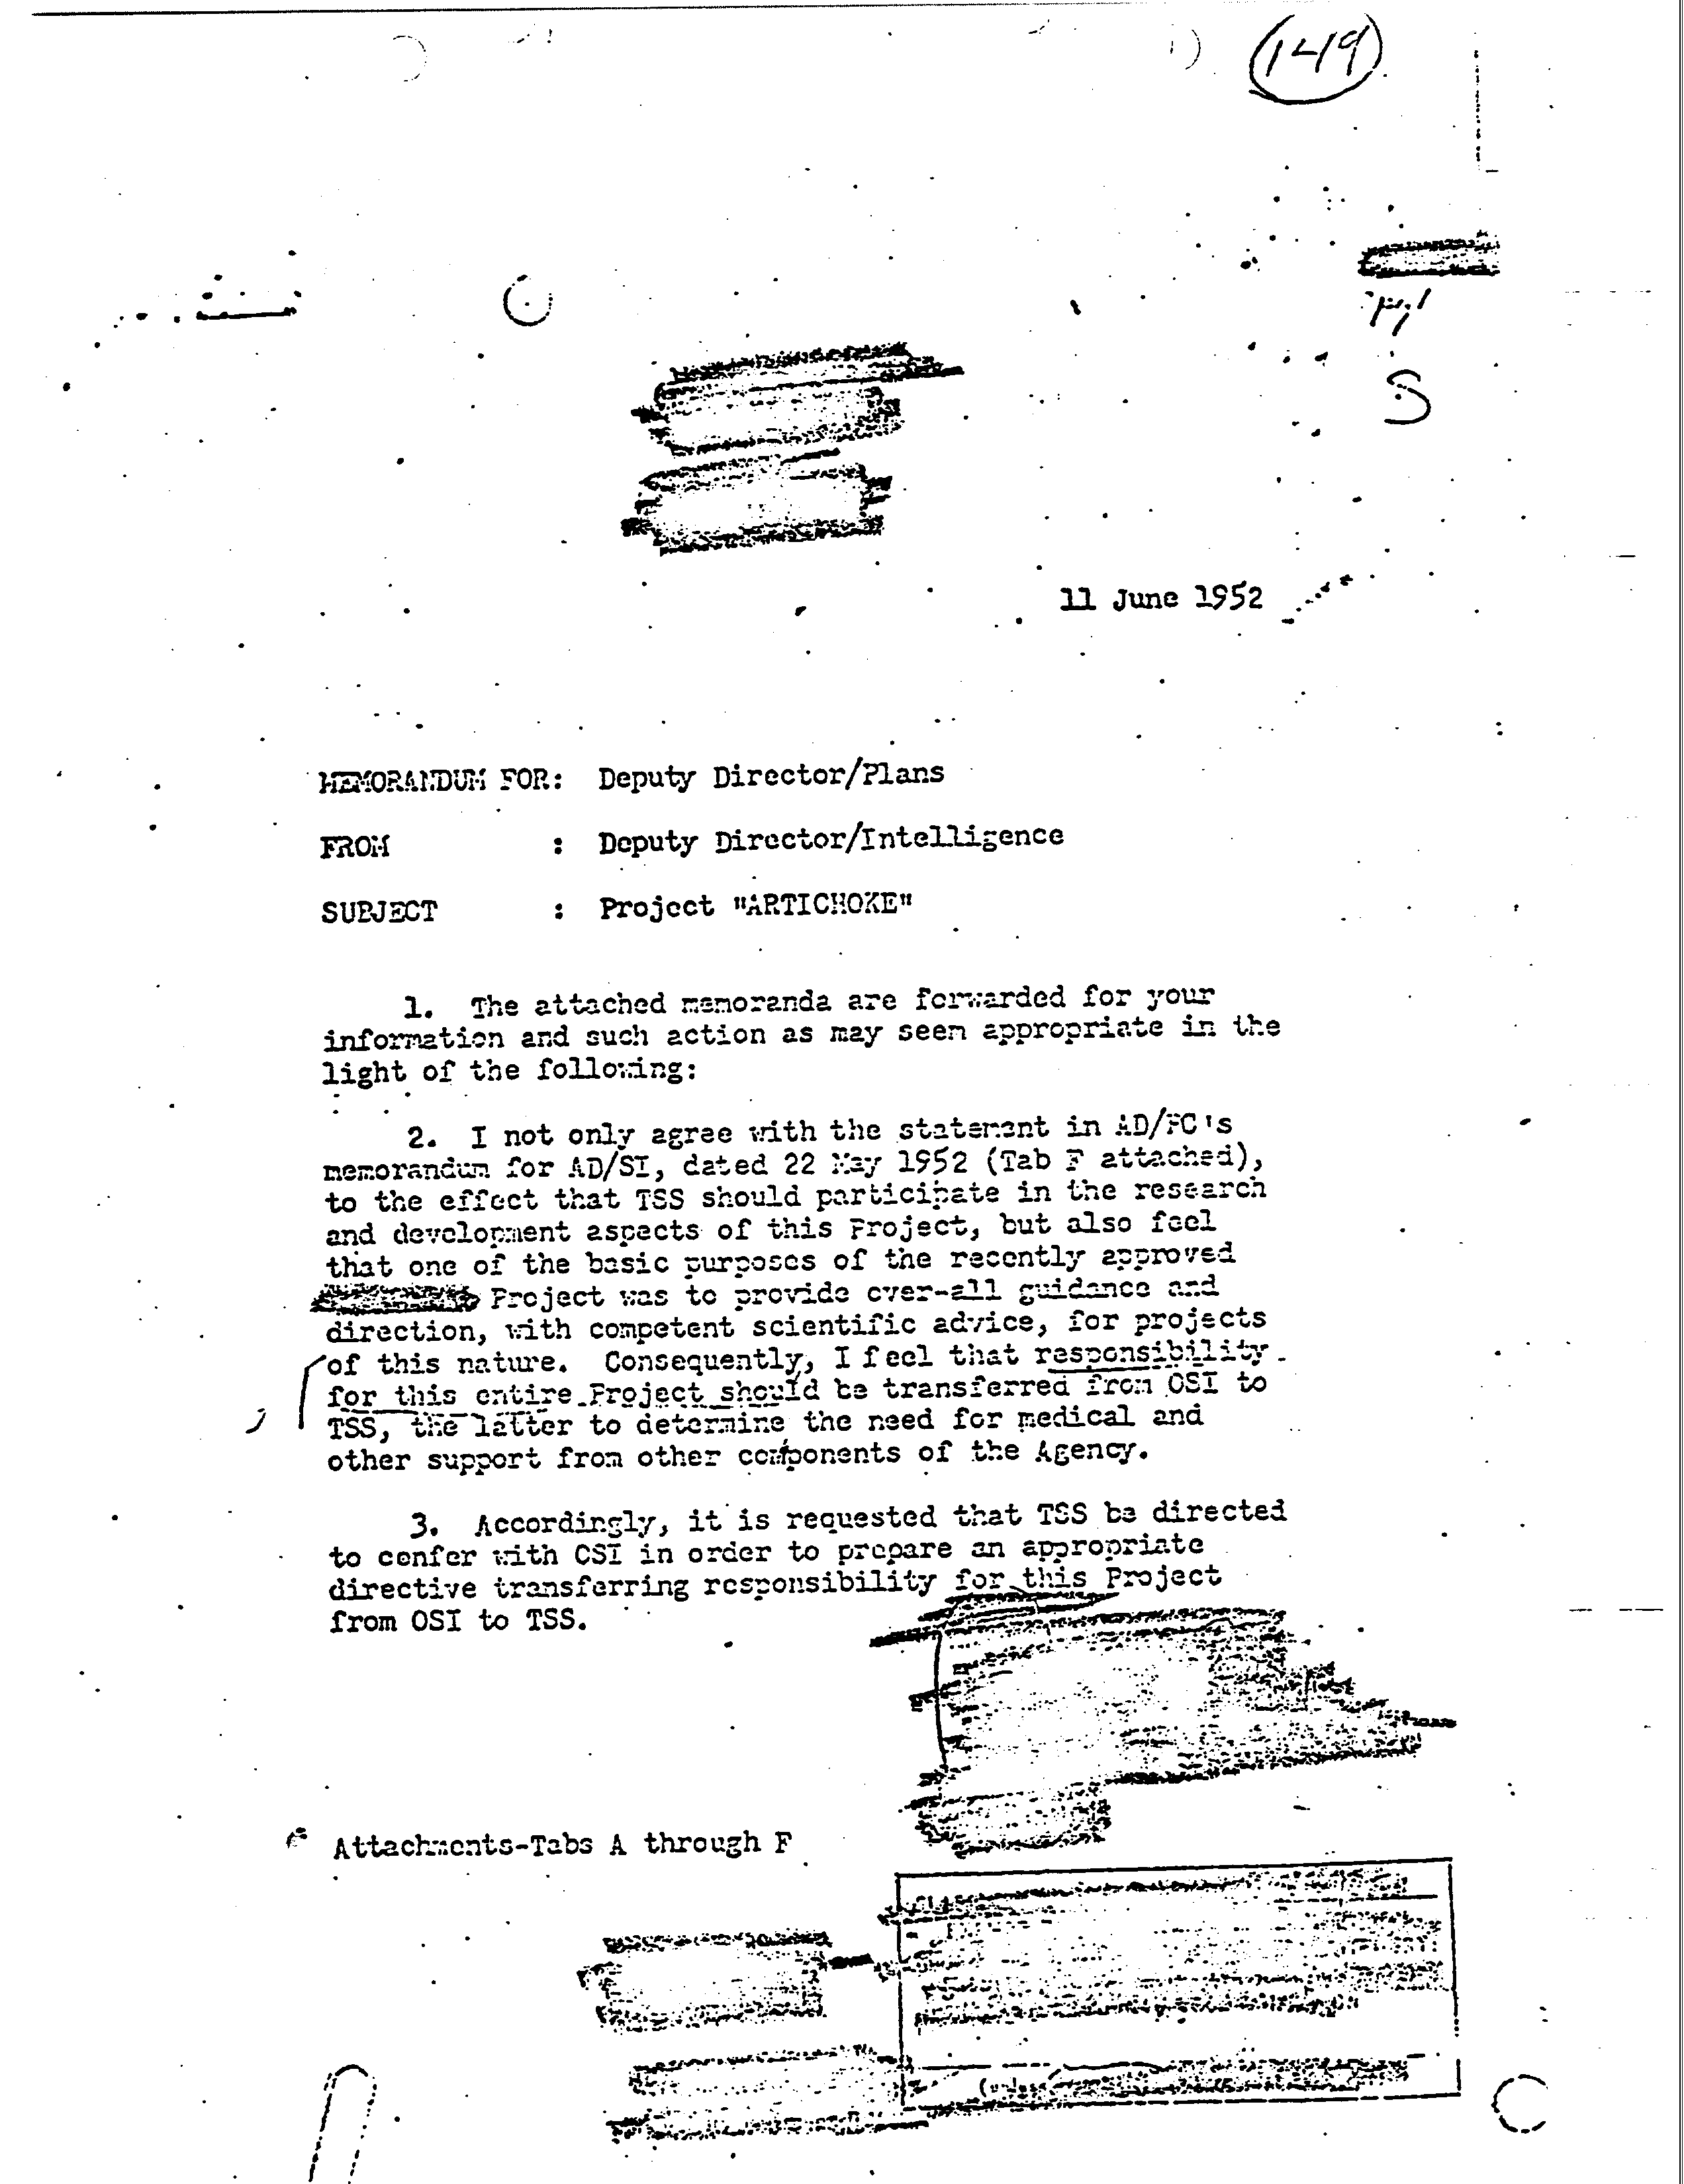 149
11 June 1952
MEMORANDUM FOR: Deputy Director/Plans
FROM : Deputy Director/Intelligence
SUBJECT : Project "ARTICHOKE"
1. The attached memoranda are forwarded for your
information and such action as may seem appropriate in the
light of the following:
2. I not only agree with the statement in AD/PC's
memorandum for AD/SI, dated 22 May 1952 (Tab F attached),
to the effect that TSS should participate in the research
and development aspects of this Project, but also feel
that one of the basic purposes of the recently approved
Project was to provide over-all guidance and
direction, with competent scientific advice, for projects
of this nature. Consequently, I feel that responsibility
for this entire Project should be transferred from OSI to
TSS, the latter to determine the need for medical and
other support from other components of the Agency.
3. Accordingly, it is requested that TSS be directed
to confer with OSI in order to prepare an appropriate
directive transferring responsibility for this Project
from OSI to TSS.
Attachments-Tabs A through F